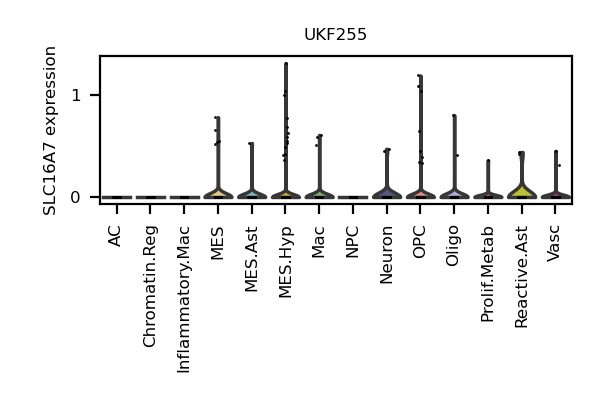 UKF255
SLC16A7 expression
1
0
AC
Chromatin.Reg
Inflammatory.Mac
MES
MES.Ast
MES.Hyp
Mac
NPC
Neuron
OPC
Oligo
Prolif.Metab
Reactive.Ast
Vasc